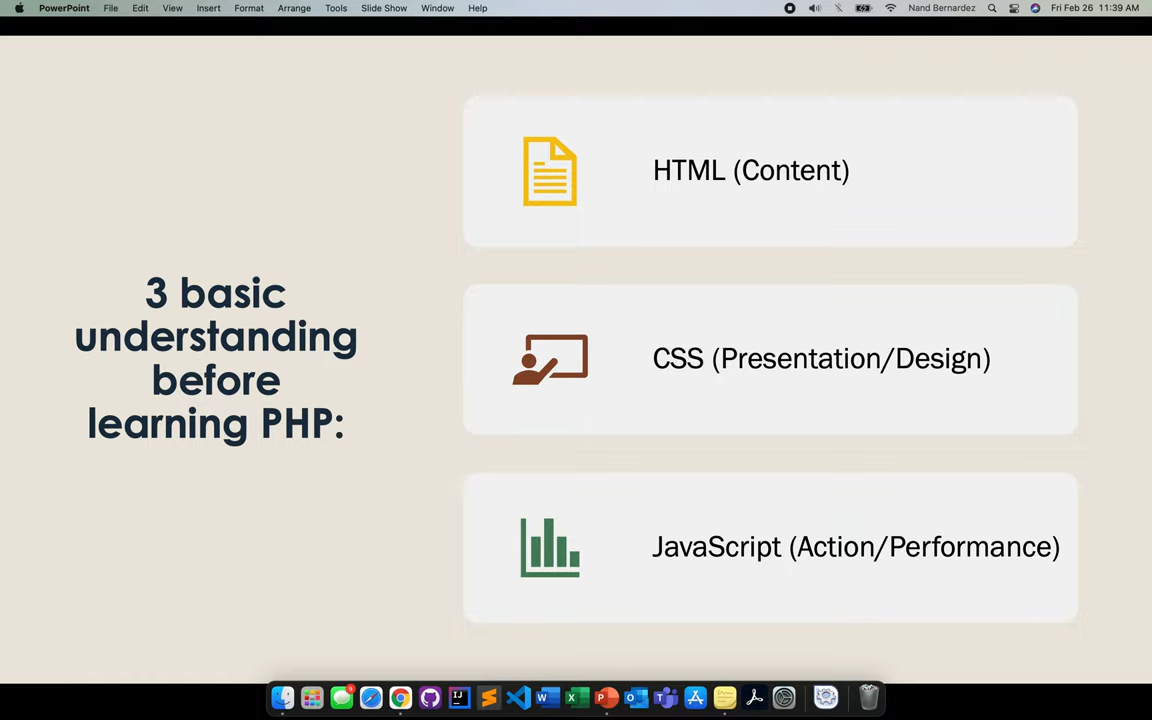 PowerPoint File Edit View Insert Format Arrange Tools Slide Show Window Help Nand Bernardez Fri Feb 26 11:39 AM
3 basic
understanding
before
learning PHP:
HTML (Content)
CSS (Presentation/Design)
JavaScript (Action/Performance)